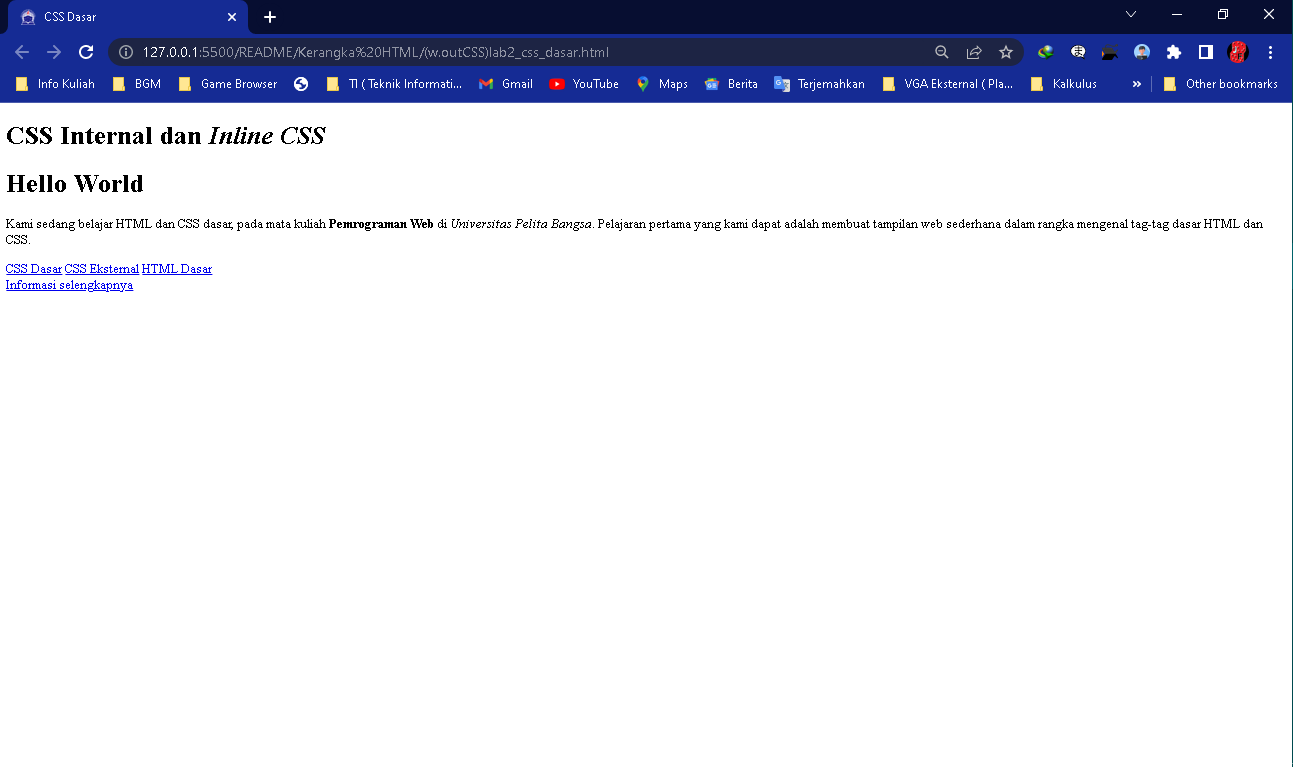 CSS Dasar
127.0.0.1:5500/README/Kerangka%20HTML/(w.outCSS)lab2_css_dasar.html
Info Kuliah BGM Game Browser TI ( Teknik Informati... Gmail YouTube Maps Berita Terjemahkan VGA Eksternal ( Pla... Kalkulus » Other bookmarks
CSS Internal dan Inline CSS
Hello World
Kami sedang belajar HTML dan CSS dasar, pada mata kuliah Pemrograman Web di Universitas Pelita Bangsa. Pelajaran pertama yang kami dapat adalah membuat tampilan web sederhana dalam rangka mengenal tag-tag dasar HTML dan
CSS.
CSS Dasar CSS Eksternal HTML Dasar
Informasi selengkapnya